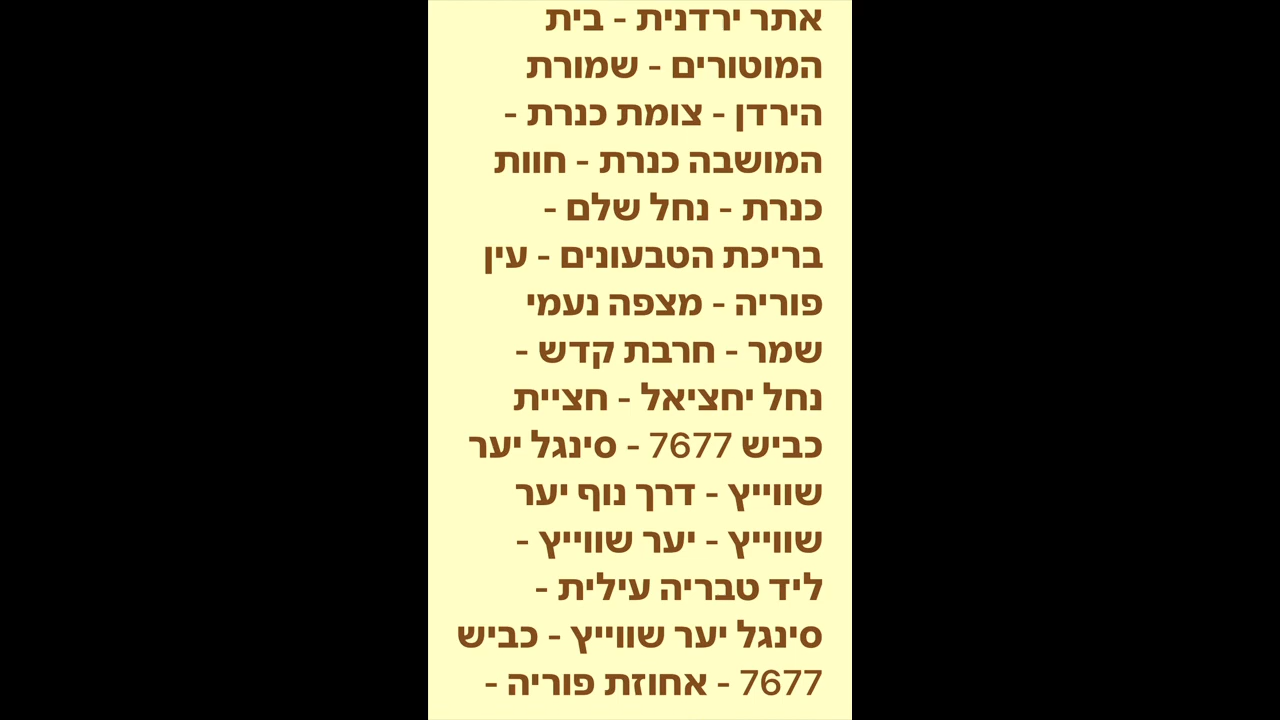 אתר ירדנית - בית
המוטורים - שמורת
הירדן - צומת כנרת -
המושבה כנרת - חוות
כנרת - נחל שלם -
בריכת הטבעונים - עין
פוריה - מצפה נעמי
שמר - חרבת קדש -
נחל יחציאל - חציית
כביש 7677 - סינגל יער
שווייץ - דרך נוף יער
שווייץ - יער שווייץ -
ליד טבריה עילית -
סינגל יער שווייץ - כביש
7677 - אחוזת פוריה -